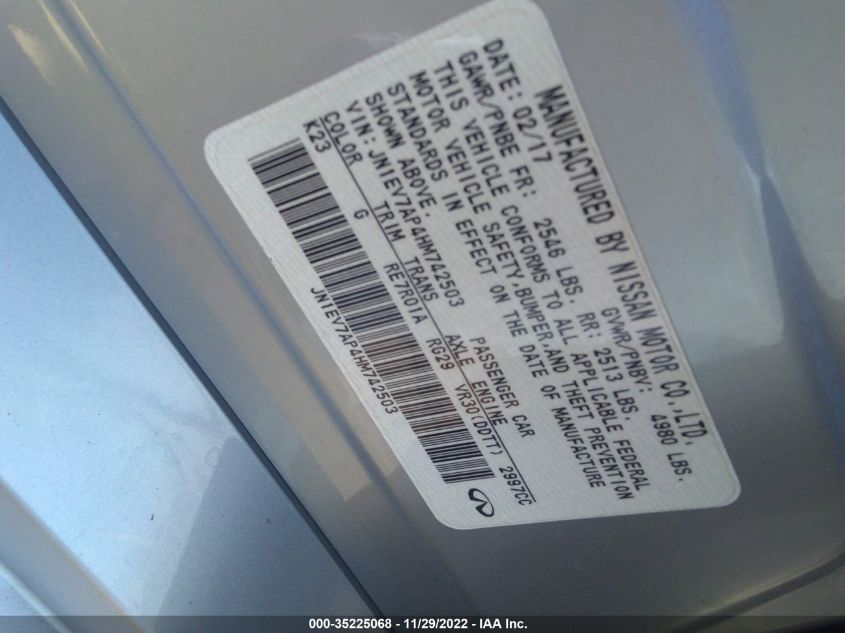 MANUFACTURED BY NISSAN MOTOR CO.,LTD.
DATE: 02/17 GVWR/PNBV: 4980 LBS.
GAWR/PNBE FR: 2546 LBS. RR: 2513 LBS.
THIS VEHICLE CONFORMS TO ALL APPLICABLE FEDERAL
MOTOR VEHICLE SAFETY,BUMPER,AND THEFT PREVENTION
STANDARDS IN EFFECT ON THE DATE OF MANUFACTURE
SHOWN ABOVE.
VIN: JN1EV7AP4HM742503 PASSENGER CAR
COLOR TRIM TRANS AXLE ENGINE
K23 G RE7R01A RG29 VR30(DDTT) 2997CC
JN1EV7AP4HM742503
000-35225068 - 11/29/2022 - IAA Inc.